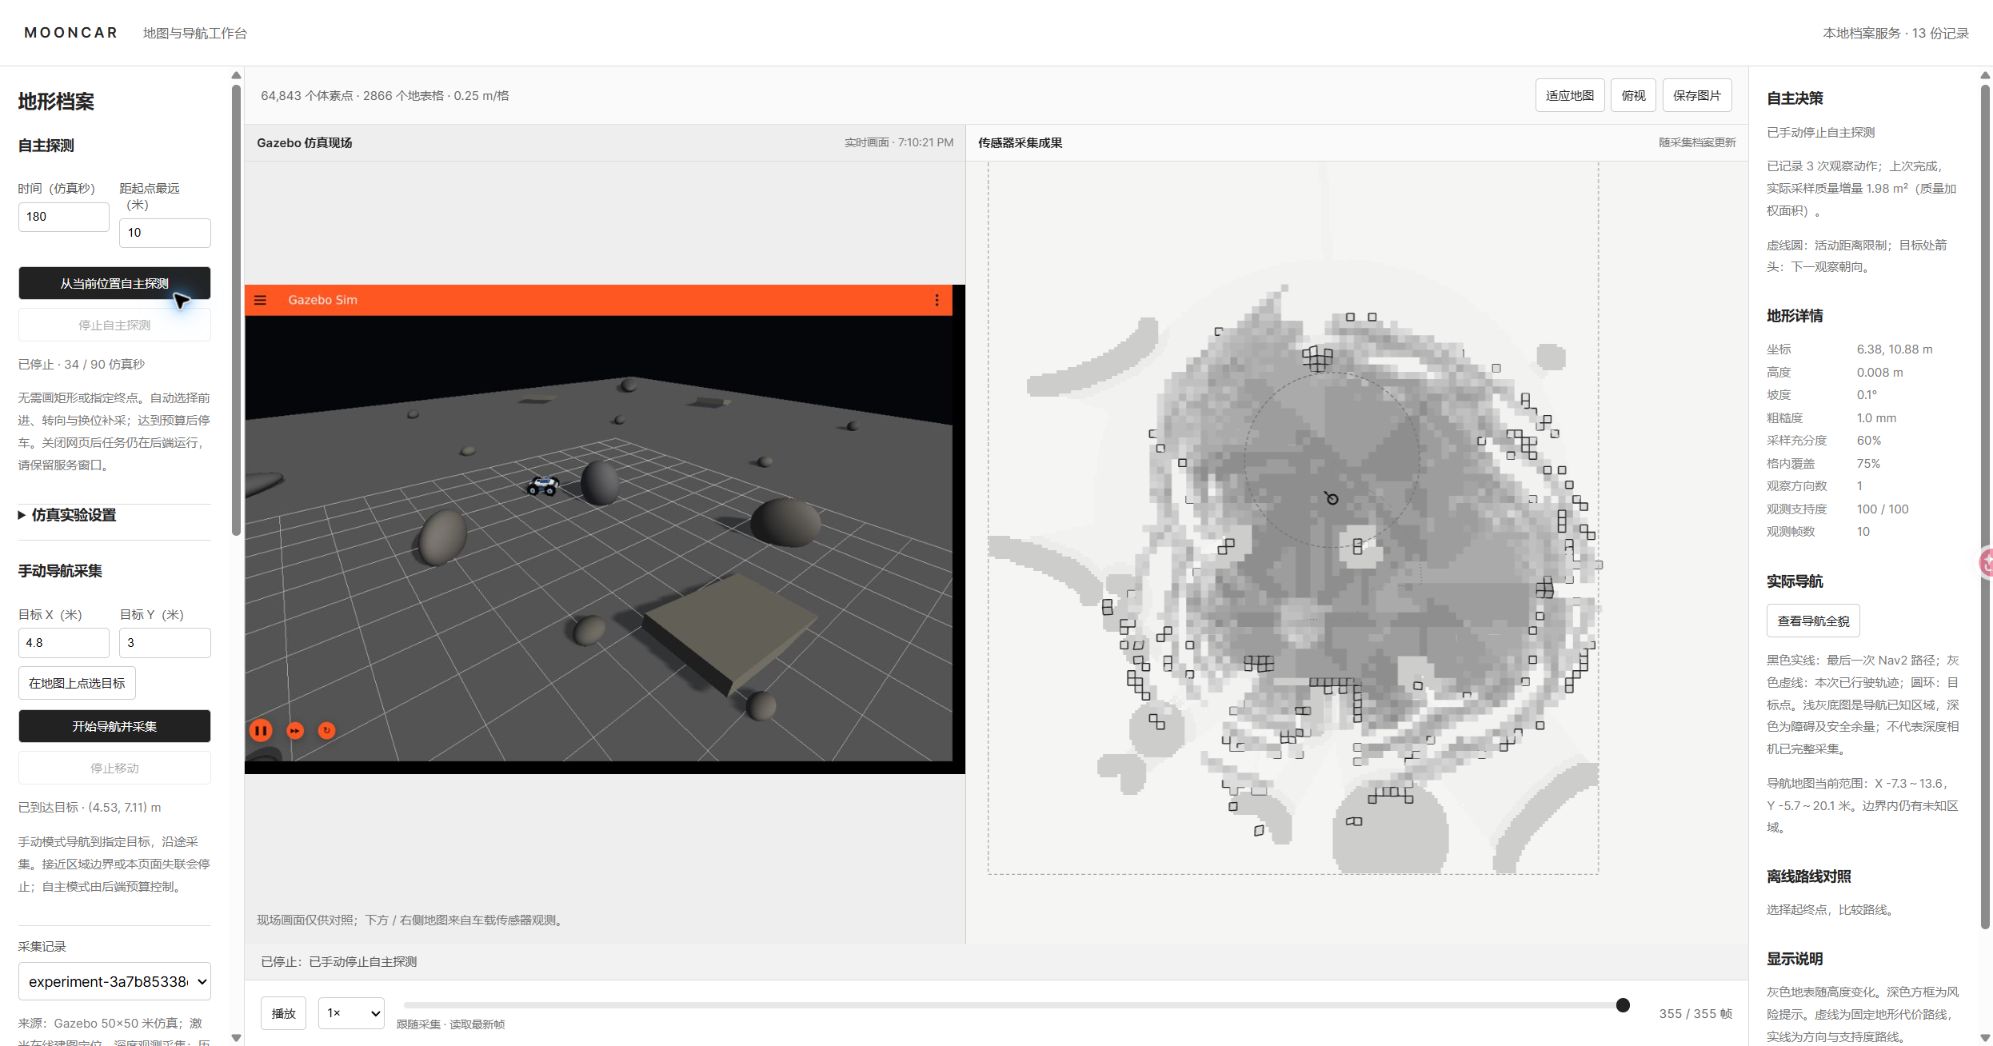 MOONCAR 地图与导航工作台
本地档案服务 · 13 份记录
地形档案
自主探测
时间（仿真秒）
距起点最远
（米）
180
10
从当前位置自主探测
停止自主探测
已停止 · 34 / 90 仿真秒
无需画矩形或指定终点。自动选择前
进、转向与换位补采；达到预算后停
车。关闭网页后任务仍在后端运行，
请保留服务窗口。
仿真实验设置
手动导航采集
目标 X（米）
目标 Y（米）
4.8
3
在地图上点选目标
开始导航并采集
停止移动
已到达目标 · (4.53, 7.11) m
手动模式导航到指定目标，沿途采
集。接近区域边界或本页面失联会停
止；自主模式由后端预算控制。
采集记录
experiment-3a7b85338
来源：Gazebo 50×50 米仿真；激
64,843 个体素点 · 2866 个地表格 · 0.25 m/格
适应地图
俯视
保存图片
Gazebo 仿真现场
实时画面 · 7:10:21 PM
Gazebo Sim
现场画面仅供对照；下方 / 右侧地图来自车载传感器观测。
传感器采集成果
随采集档案更新
已停止：已手动停止自主探测
播放
1×
跟随采集 · 读取最新帧
355 / 355 帧
自主决策
已手动停止自主探测
已记录 3 次观察动作；上次完成，
实际采样质量增量 1.98 m²（质量加
权面积）。
虚线圆：活动距离限制；目标处箭
头：下一观察朝向。
地形详情
坐标 6.38, 10.88 m
高度 0.008 m
坡度 0.1°
粗糙度 1.0 mm
采样充分度 60%
格内覆盖 75%
观察方向数 1
观测支持度 100 / 100
观测帧数 10
实际导航
查看导航全貌
黑色实线：最后一次 Nav2 路径；灰
色虚线：本次已行驶轨迹；圆环：目
标点。浅灰底图是导航已知区域，深
色为障碍及安全余量；不代表深度相
机已完整采集。
导航地图当前范围：X -7.3 ~ 13.6，
Y -5.7 ~ 20.1 米。边界内仍有未知区
域。
离线路线对照
选择起终点，比较路线。
显示说明
灰色地表随高度变化。深色方框为风
险提示。虚线为固定地形代价路线，
实线为方向与支持度路线。